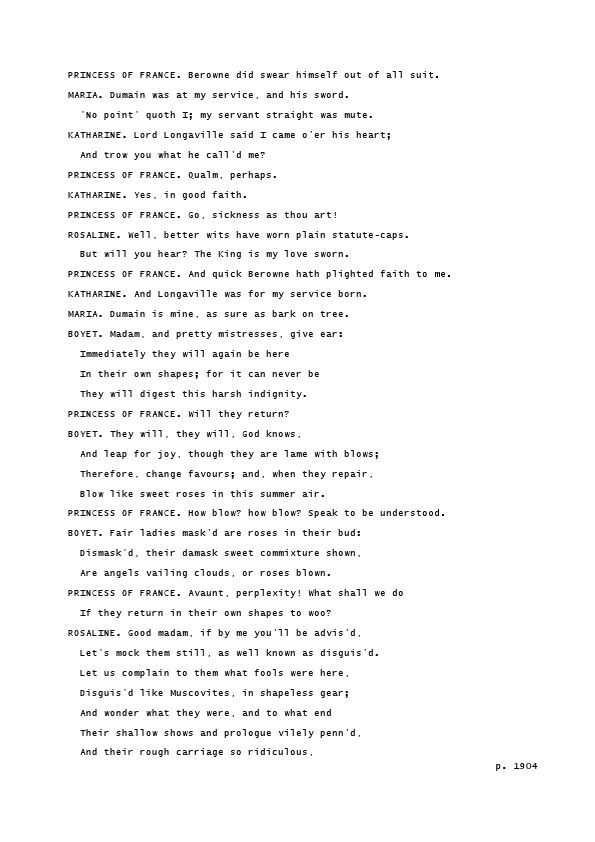 PRINCESS OF FRANCE. Berowne did swear himself out of all suit.
MARIA. Dumain was at my service, and his sword.
'No point' quoth I; my servant straight was mute.
KATHARINE. Lord Longaville said I came o'er his heart;
And trow you what he call'd me?
PRINCESS OF FRANCE. Qualm, perhaps.
KATHARINE. Yes, in good faith.
PRINCESS OF FRANCE. Go, sickness as thou art!
ROSALINE. Well, better wits have worn plain statute-caps.
But will you hear? The King is my love sworn.
PRINCESS OF FRANCE. And quick Berowne hath plighted faith to me.
KATHARINE. And Longaville was for my service born.
MARIA. Dumain is mine, as sure as bark on tree.
BOYET. Madam, and pretty mistresses, give ear:
Immediately they will again be here
In their own shapes; for it can never be
They will digest this harsh indignity.
PRINCESS OF FRANCE. Will they return?
BOYET. They will, they will, God knows,
And leap for joy, though they are lame with blows;
Therefore, change favours; and, when they repair,
Blow like sweet roses in this summer air.
PRINCESS OF FRANCE. How blow? how blow? Speak to be understood.
BOYET. Fair ladies mask'd are roses in their bud:
Dismask'd, their damask sweet commixture shown,
Are angels vailing clouds, or roses blown.
PRINCESS OF FRANCE. Avaunt, perplexity! What shall we do
If they return in their own shapes to woo?
ROSALINE. Good madam, if by me you'll be advis'd,
Let's mock them still, as well known as disguis'd.
Let us complain to them what fools were here,
Disguis'd like Muscovites, in shapeless gear;
And wonder what they were, and to what end
Their shallow shows and prologue vilely penn'd,
And their rough carriage so ridiculous,
p. 1904